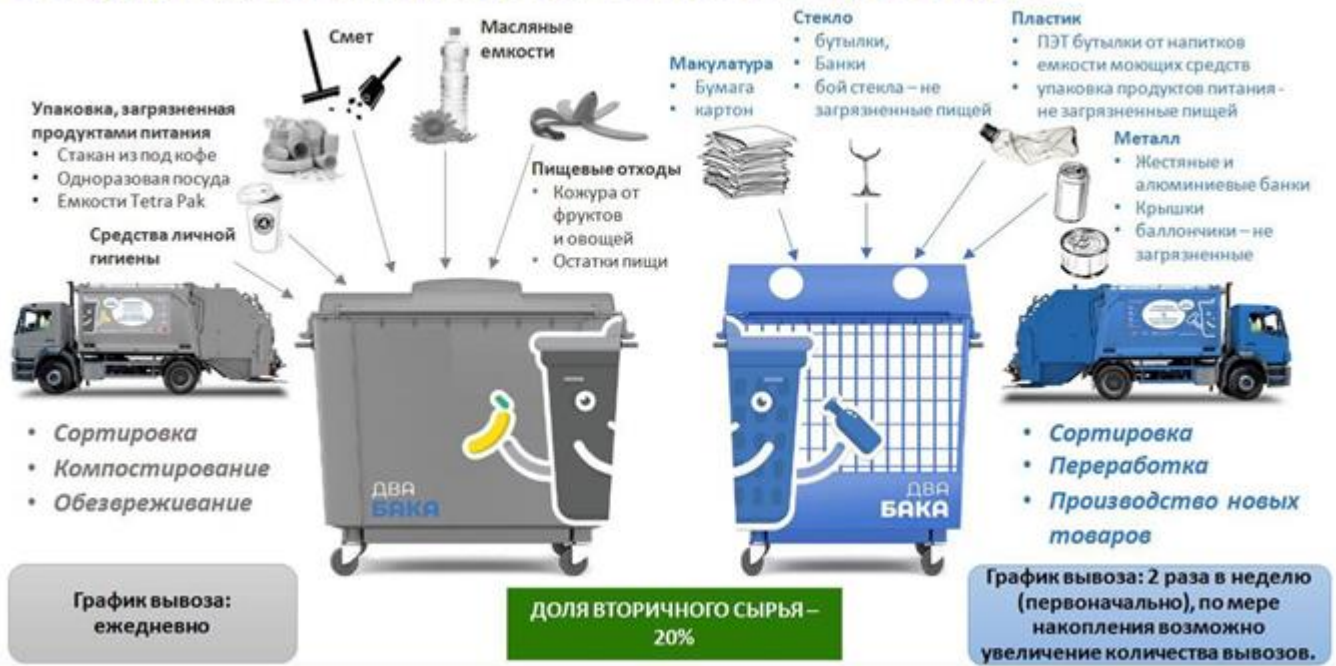 Смет
Масляные
емкости
Упаковка, загрязненная
продуктами питания
• Стакан из под кофе
• Одноразовая посуда
• Емкости Tetra Pak
Средства личной
гигиены
Пищевые отходы
• Кожура от
фруктов
и овощей
• Остатки пищи
Макулатура
• Бумага
• картон
Стекло
• бутылки,
• Банки
• бой стекла – не
загрязненные пищей
Пластик
• ПЭТ бутылки от напитков
• емкости моющих средств
• упаковка продуктов питания -
не загрязненные пищей
Металл
• Жестяные и
алюминиевые банки
• Крышки
• баллончики – не
загрязненные
• Сортировка
• Компостирование
• Обезвреживание
ДВА
БАКА
ДВА
БАКА
• Сортировка
• Переработка
• Производство новых
товаров
График вывоза:
ежедневно
ДОЛЯ ВТОРИЧНОГО СЫРЬЯ –
20%
График вывоза: 2 раза в неделю
(первоначально), по мере
накопления возможно
увеличение количества вывозов.